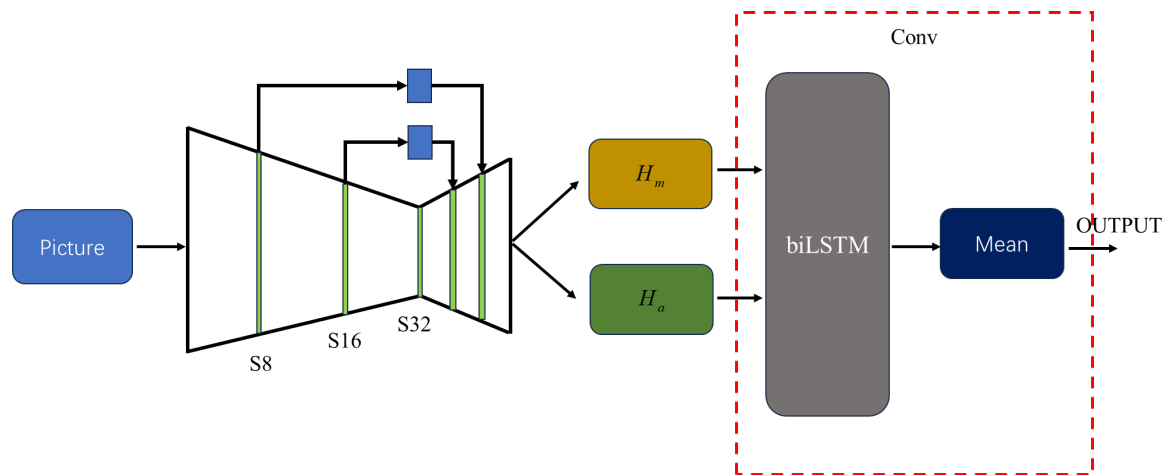 Conv
Picture
S8
S16
S32
H_m
H_a
biLSTM
Mean
OUTPUT